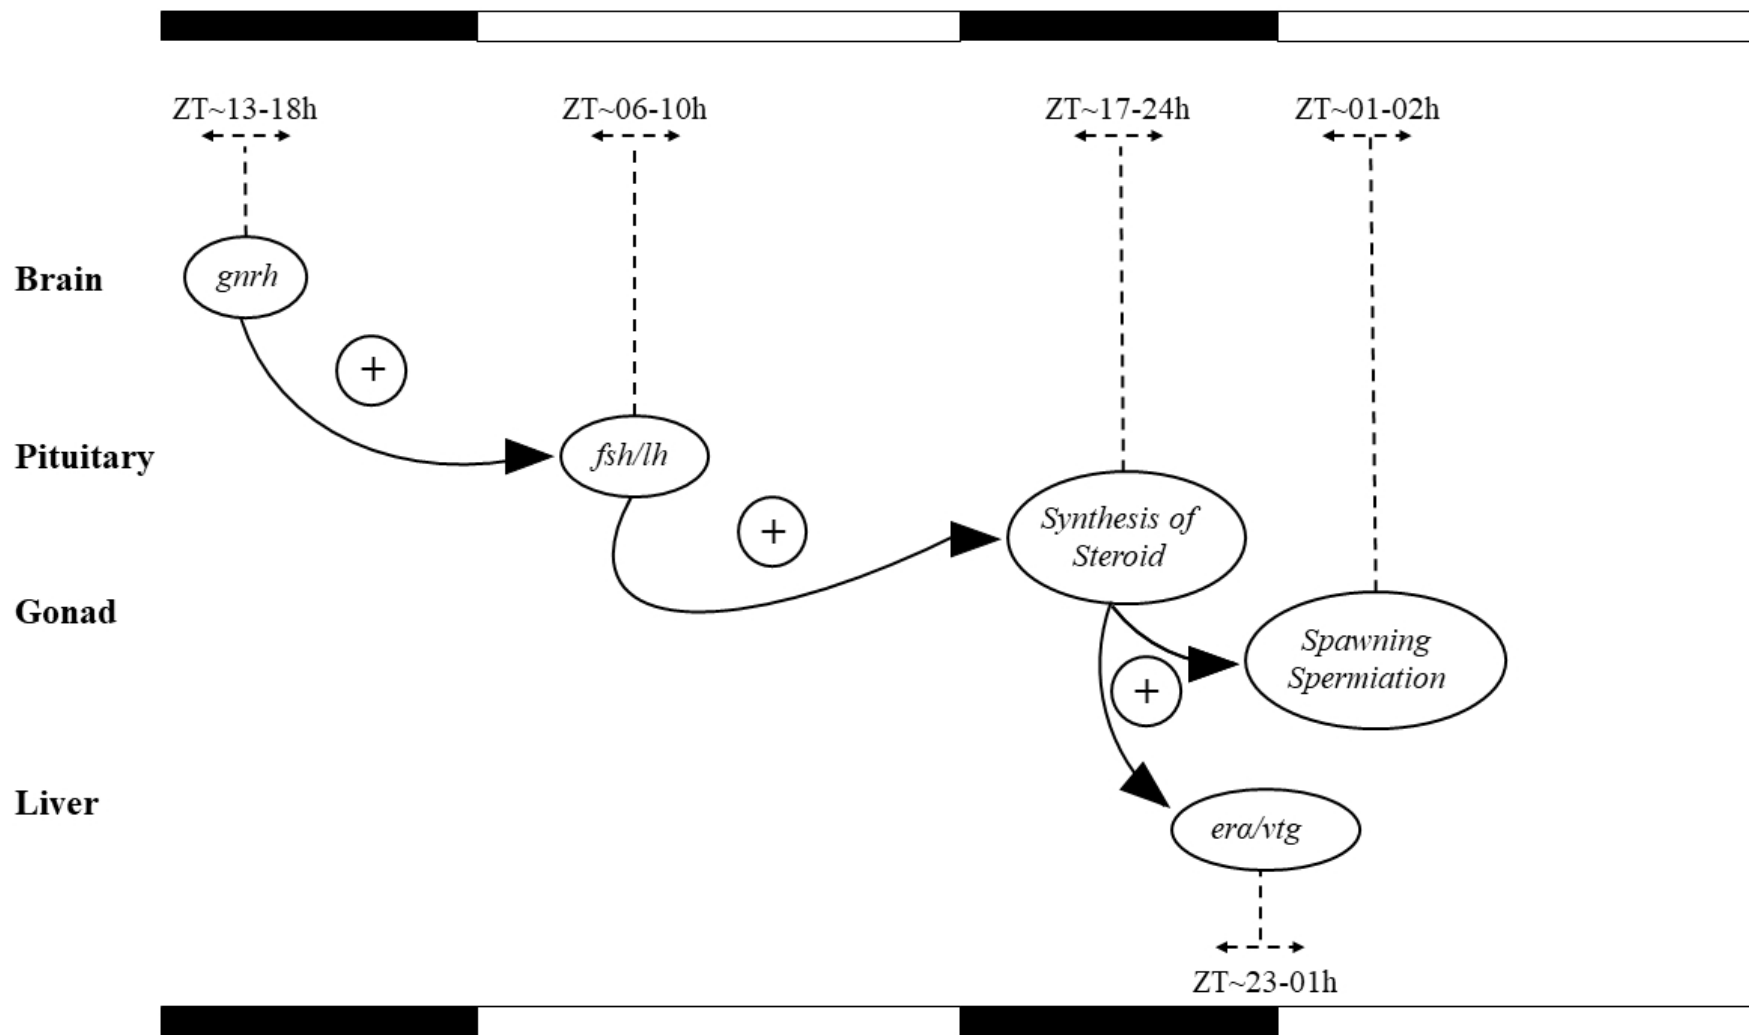 ZT~13-18h
ZT~06-10h
ZT~17-24h
ZT~01-02h
Brain
gnrh
+
Pituitary
fsh/lh
+
Synthesis of
Steroid
Gonad
Spawning
Spermiation
+
Liver
erα/vtg
ZT~23-01h